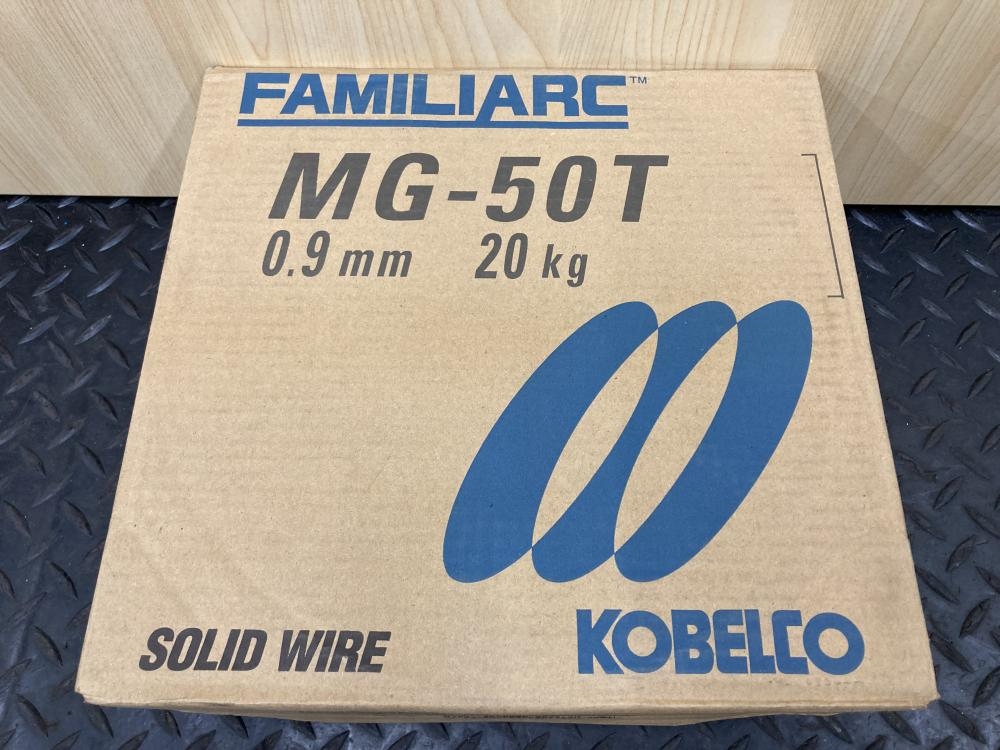 FAMILIARC™
MG-50T
0.9 mm 20 kg
SOLID WIRE
KOBELCO